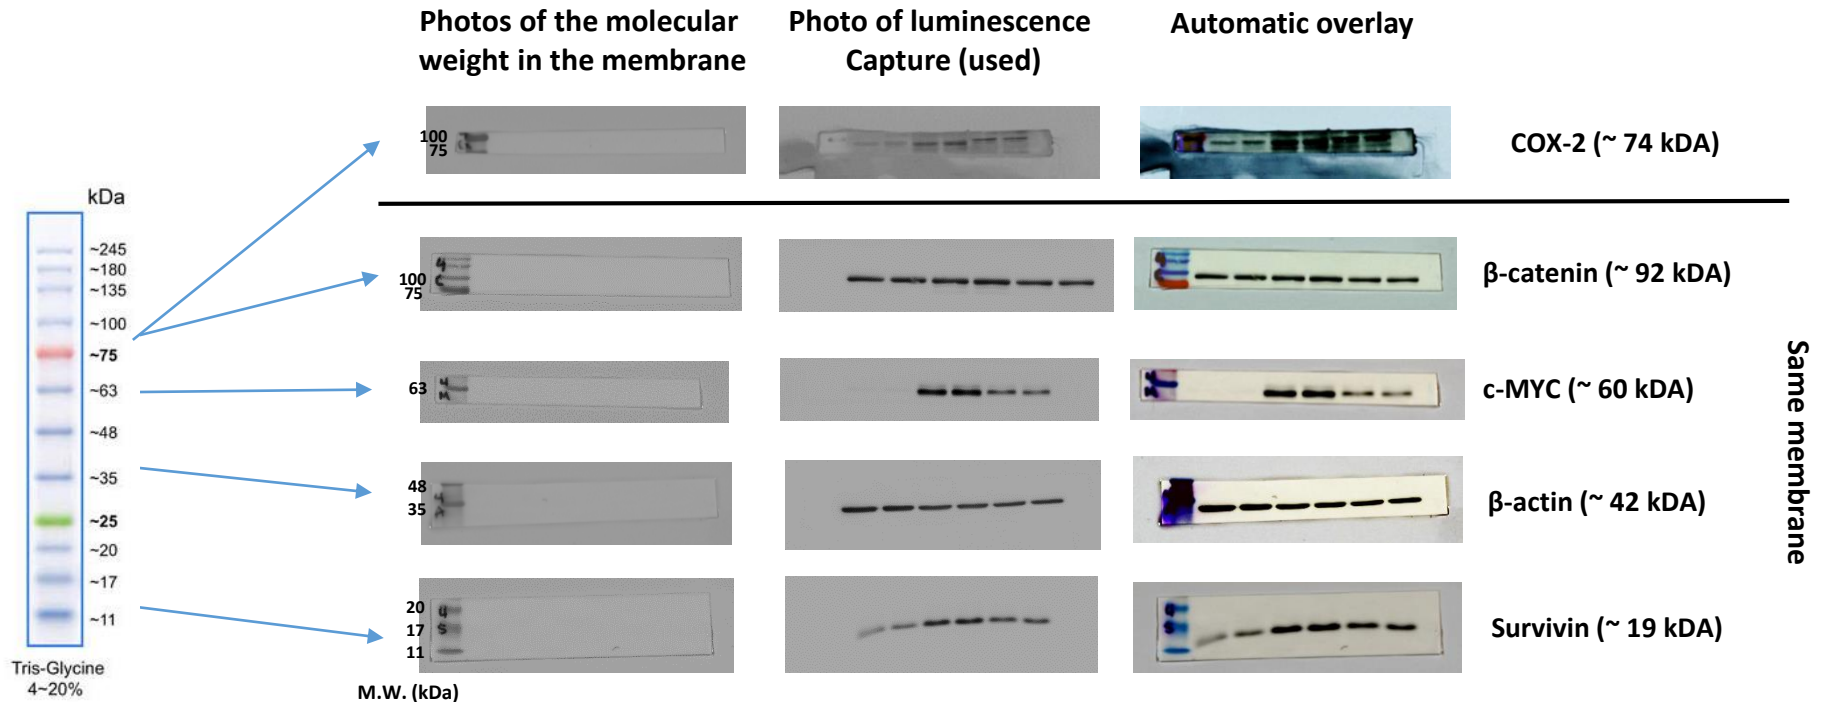 Photos of the molecular
weight in the membrane
Photo of luminescence
Capture (used)
Automatic overlay
100
75
COX-2 (~ 74 kDA)
kDa
~245
~180
~135
~100
~75
~63
~48
~35
~25
~20
~17
~11
Tris-Glycine
4~20%
100
75
β-catenin (~ 92 kDA)
63
c-MYC (~ 60 kDA)
48
35
β-actin (~ 42 kDA)
20
17
11
Survivin (~ 19 kDA)
M.W. (kDa)
Same membrane